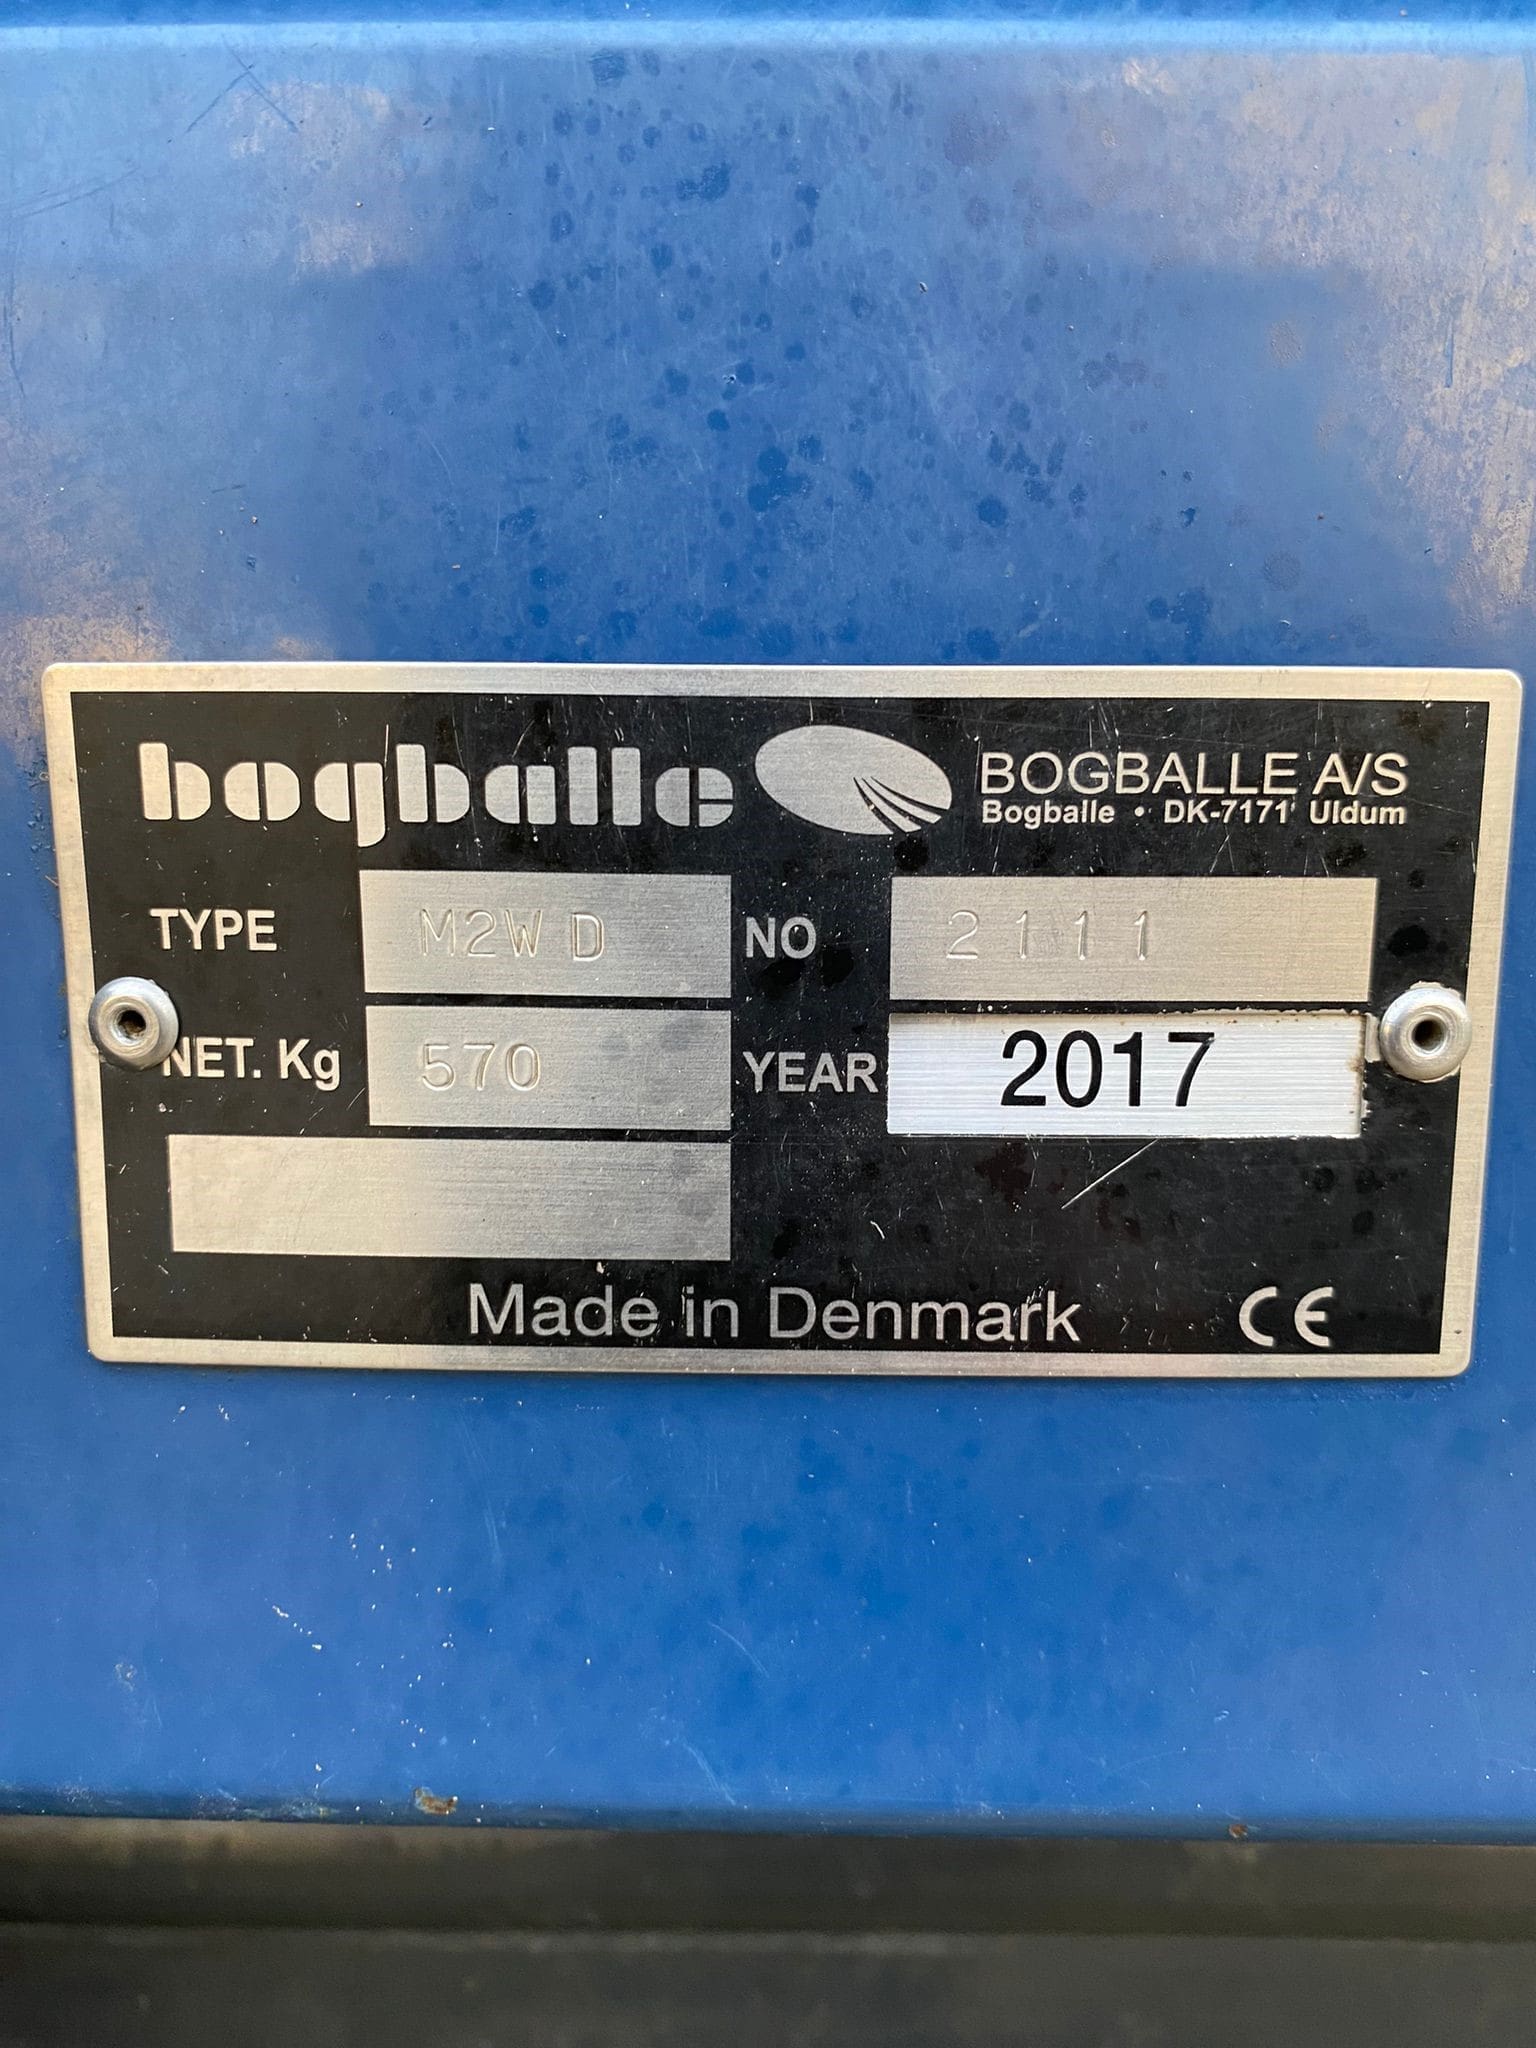 bogballe
BOGBALLE A/S
Bogballe • DK-7171 Uldum
TYPE M2W D NO 2111
NET. Kg 570 YEAR 2017
Made in Denmark CE